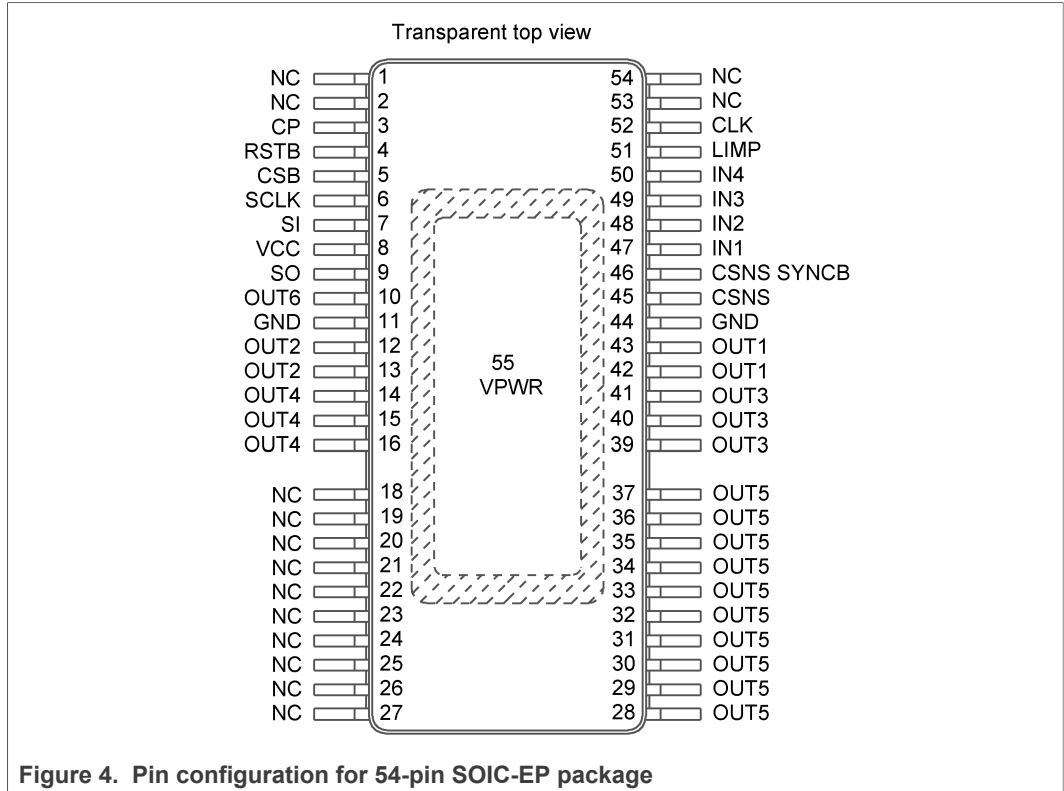 Transparent top view
NC 1 54 NC
NC 2 53 NC
CP 3 52 CLK
RSTB 4 51 LIMP
CSB 5 50 IN4
SCLK 6 49 IN3
SI 7 48 IN2
VCC 8 47 IN1
SO 9 46 CSNS SYNCB
OUT6 10 45 CSNS
GND 11 44 GND
OUT2 12 43 OUT1
OUT2 13 42 OUT1
OUT4 14 41 OUT3
OUT4 15 40 OUT3
OUT4 16 39 OUT3
55
VPWR
NC 18 37 OUT5
NC 19 36 OUT5
NC 20 35 OUT5
NC 21 34 OUT5
NC 22 33 OUT5
NC 23 32 OUT5
NC 24 31 OUT5
NC 25 30 OUT5
NC 26 29 OUT5
NC 27 28 OUT5
Figure 4. Pin configuration for 54-pin SOIC-EP package